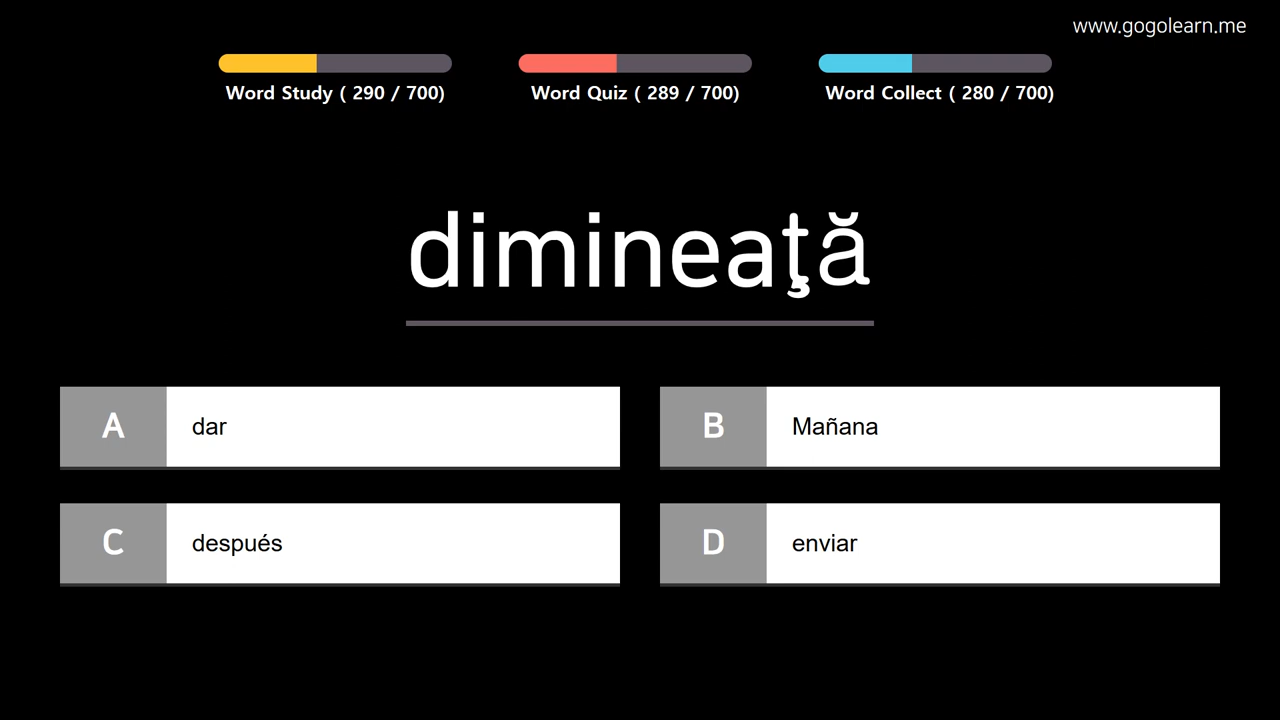 www.gogolearn.me
Word Study ( 290 / 700)
Word Quiz ( 289 / 700)
Word Collect ( 280 / 700)
dimineaţă
A dar
B Mañana
C después
D enviar